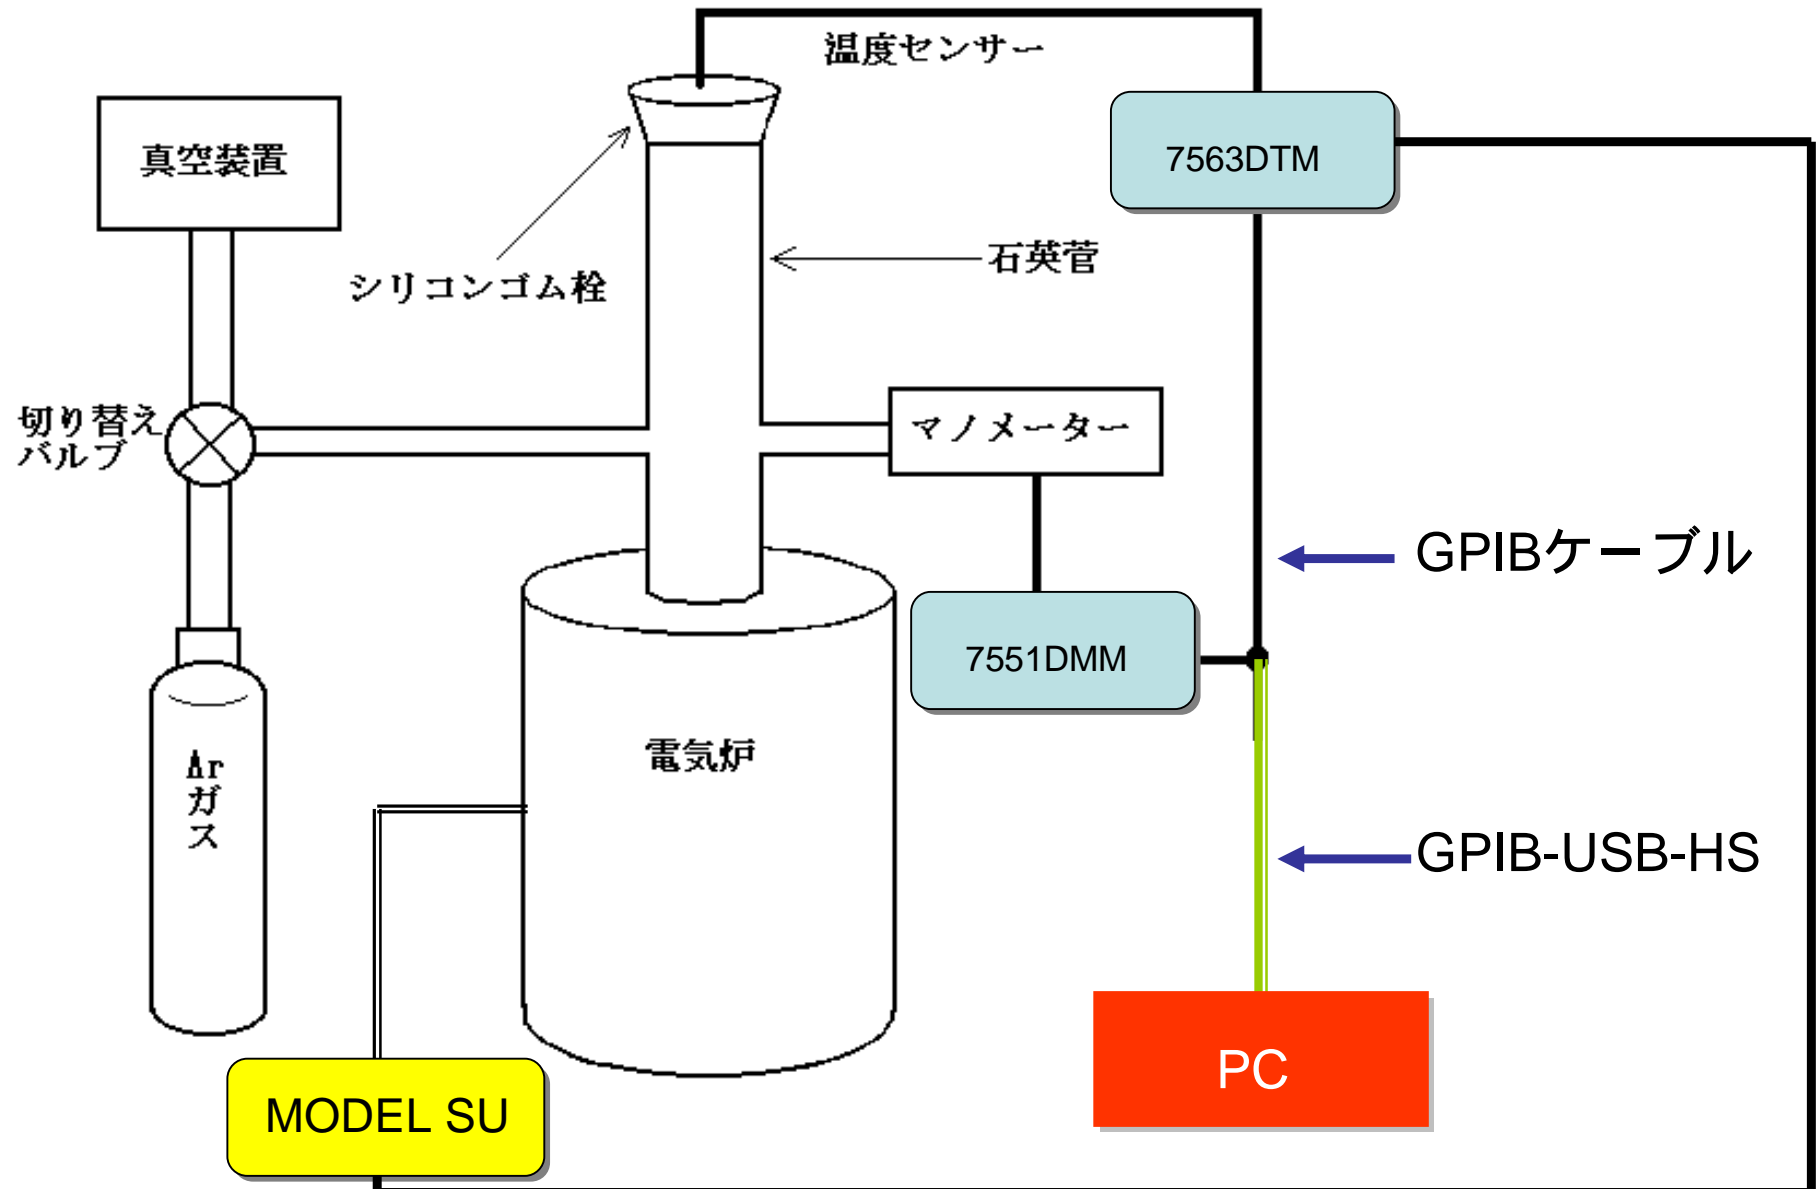 温度センサー
真空装置
7563DTM
シリコンゴム栓
石英菅
切り替え
バルブ
マノメーター
GPIBケーブル
7551DMM
電気炉
Ar
ガ
ス
GPIB-USB-HS
PC
MODEL SU